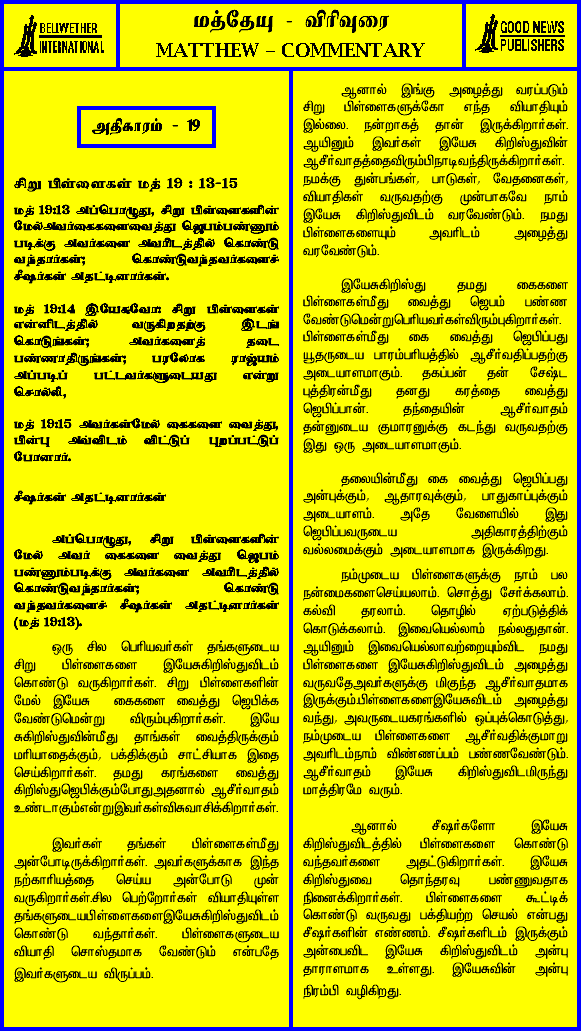 BELWETHER
INTERNATIONAL
மத்தேயு - விரிவுரை
MATTHEW – COMMENTARY
GOOD NEWS
PUBLISHERS
அதிகாரம் - 19
சிறு பிள்ளைகள் மத் 19 : 13-15
மத் 19:13 அப்பொழுது, சிறு பிள்ளைகளின்
மேல்அவர்கைகளைவைத்து ஜெபம்பண்ணும்
படிக்கு அவர்களை அவரிடத்தில் கொண்டு
வந்தார்கள்; கொண்டுவந்தவர்களைச்
சீஷர்கள் அதட்டினார்கள்.
மத் 19:14 இயேசுவோ: சிறு பிள்ளைகள்
என்னிடத்தில் வருகிறதற்கு இடங்
கொடுங்கள்; அவர்களைத் தடை
பண்ணாதிருங்கள்; பரலோக ராஜ்யம்
அப்படிப் பட்டவர்களுடையது என்று
சொல்லி,
மத் 19:15 அவர்கள்மேல் கைகளை வைத்து,
பின்பு அவ்விடம் விட்டுப் புறப்பட்டுப்
போனார்.
சீஷர்கள் அதட்டினார்கள்
அப்பொழுது, சிறு பிள்ளைகளின்
மேல் அவர் கைகளை வைத்து ஜெபம்
பண்ணும்படிக்கு அவர்களை அவரிடத்தில்
கொண்டுவந்தார்கள்; கொண்டு
வந்தவர்களைச் சீஷர்கள் அதட்டினார்கள்
(மத் 19:13).
ஒரு சில பெரியவர்கள் தங்களுடைய
சிறு பிள்ளைகளை இயேசுகிறிஸ்துவிடம்
கொண்டு வருகிறார்கள். சிறு பிள்ளைகளின்
மேல் இயேசு கைகளை வைத்து ஜெபிக்க
வேண்டுமென்று விரும்புகிறார்கள். இயே
சுகிறிஸ்துவின்மீது தாங்கள் வைத்திருக்கும்
மரியாதைக்கும், பக்திக்கும் சாட்சியாக இதை
செய்கிறார்கள். தமது கரங்களை வைத்து
கிறிஸ்துஜெபிக்கும்போதுஅதனால் ஆசீர்வாதம்
உண்டாகும்என்றுஇவர்கள்விசுவாசிக்கிறார்கள்.
இவர்கள் தங்கள் பிள்ளைகள்மீது
அன்போடிருக்கிறார்கள். அவர்களுக்காக இந்த
நற்காரியத்தை செய்ய அன்போடு முன்
வருகிறார்கள்.சில பெற்றோர்கள் வியாதியுள்ள
தங்களுடையபிள்ளைகளைஇயேசுகிறிஸ்துவிடம்
கொண்டு வந்தார்கள். பிள்ளைகளுடைய
வியாதி சொஸ்தமாக வேண்டும் என்பதே
இவர்களுடைய விருப்பம்.
ஆனால் இங்கு அழைத்து வரப்படும்
சிறு பிள்ளைகளுக்கோ எந்த வியாதியும்
இல்லை. நன்றாகத் தான் இருக்கிறார்கள்.
ஆயினும் இவர்கள் இயேசு கிறிஸ்துவின்
ஆசீர்வாதத்தைவிரும்பிநாடிவந்திருக்கிறார்கள்.
நமக்கு துன்பங்கள், பாடுகள், வேதனைகள்,
வியாதிகள் வருவதற்கு முன்பாகவே நாம்
இயேசு கிறிஸ்துவிடம் வரவேண்டும். நமது
பிள்ளைகளையும் அவரிடம் அழைத்து
வரவேண்டும்.
இயேசுகிறிஸ்து தமது கைகளை
பிள்ளைகள்மீது வைத்து ஜெபம் பண்ண
வேண்டுமென்றுபெரியவர்கள்விரும்புகிறார்கள்.
பிள்ளைகள்மீது கை வைத்து ஜெபிப்பது
யூதருடைய பாரம்பரியத்தில் ஆசீர்வதிப்பதற்கு
அடையாளமாகும். தகப்பன் தன் சேஷ்ட
புத்திரன்மீது தனது கரத்தை வைத்து
ஜெபிப்பான். தந்தையின் ஆசீர்வாதம்
தன்னுடைய குமாரனுக்கு கடந்து வருவதற்கு
இது ஒரு அடையாளமாகும்.
தலையின்மீது கை வைத்து ஜெபிப்பது
அன்புக்கும், ஆதரவுக்கும், பாதுகாப்புக்கும்
அடையாளம். அதே வேளையில் இது
ஜெபிப்பவருடைய அதிகாரத்திற்கும்
வல்லமைக்கும் அடையாளமாக இருக்கிறது.
நம்முடைய பிள்ளைகளுக்கு நாம் பல
நன்மைகளைசெய்யலாம். சொத்து சேர்க்கலாம்.
கல்வி தரலாம். தொழில் ஏற்படுத்திக்
கொடுக்கலாம். இவையெல்லாம் நல்லதுதான்.
ஆயினும் இவையெல்லாவற்றையும்விட நமது
பிள்ளைகளை இயேசுகிறிஸ்துவிடம் அழைத்து
வருவதேஅவர்களுக்கு மிகுந்த ஆசீர்வாதமாக
இருக்கும்பிள்ளைகளைஇயேசுவிடம் அழைத்து
வந்து, அவருடையகரங்களில் ஒப்புக்கொடுத்து,
நம்முடைய பிள்ளைகளை ஆசீர்வதிக்குமாறு
அவரிடம்நாம் விண்ணப்பம் பண்ணவேண்டும்.
ஆசீர்வாதம் இயேசு கிறிஸ்துவிடமிருந்து
மாத்திரமே வரும்.
ஆனால் சீஷர்களோ இயேசு
கிறிஸ்துவிடத்தில் பிள்ளைகளை கொண்டு
வந்தவர்களை அதட்டுகிறார்கள். இயேசு
கிறிஸ்துவை தொந்தரவு பண்ணுவதாக
நினைக்கிறார்கள். பிள்ளைகளை கூட்டிக்
கொண்டு வருவது பக்தியற்ற செயல் என்பது
சீஷர்களின் எண்ணம். சீஷர்களிடம் இருக்கும்
அன்பைவிட இயேசு கிறிஸ்துவிடம் அன்பு
தாராளமாக உள்ளது. இயேசுவின் அன்பு
நிரம்பி வழிகிறது.